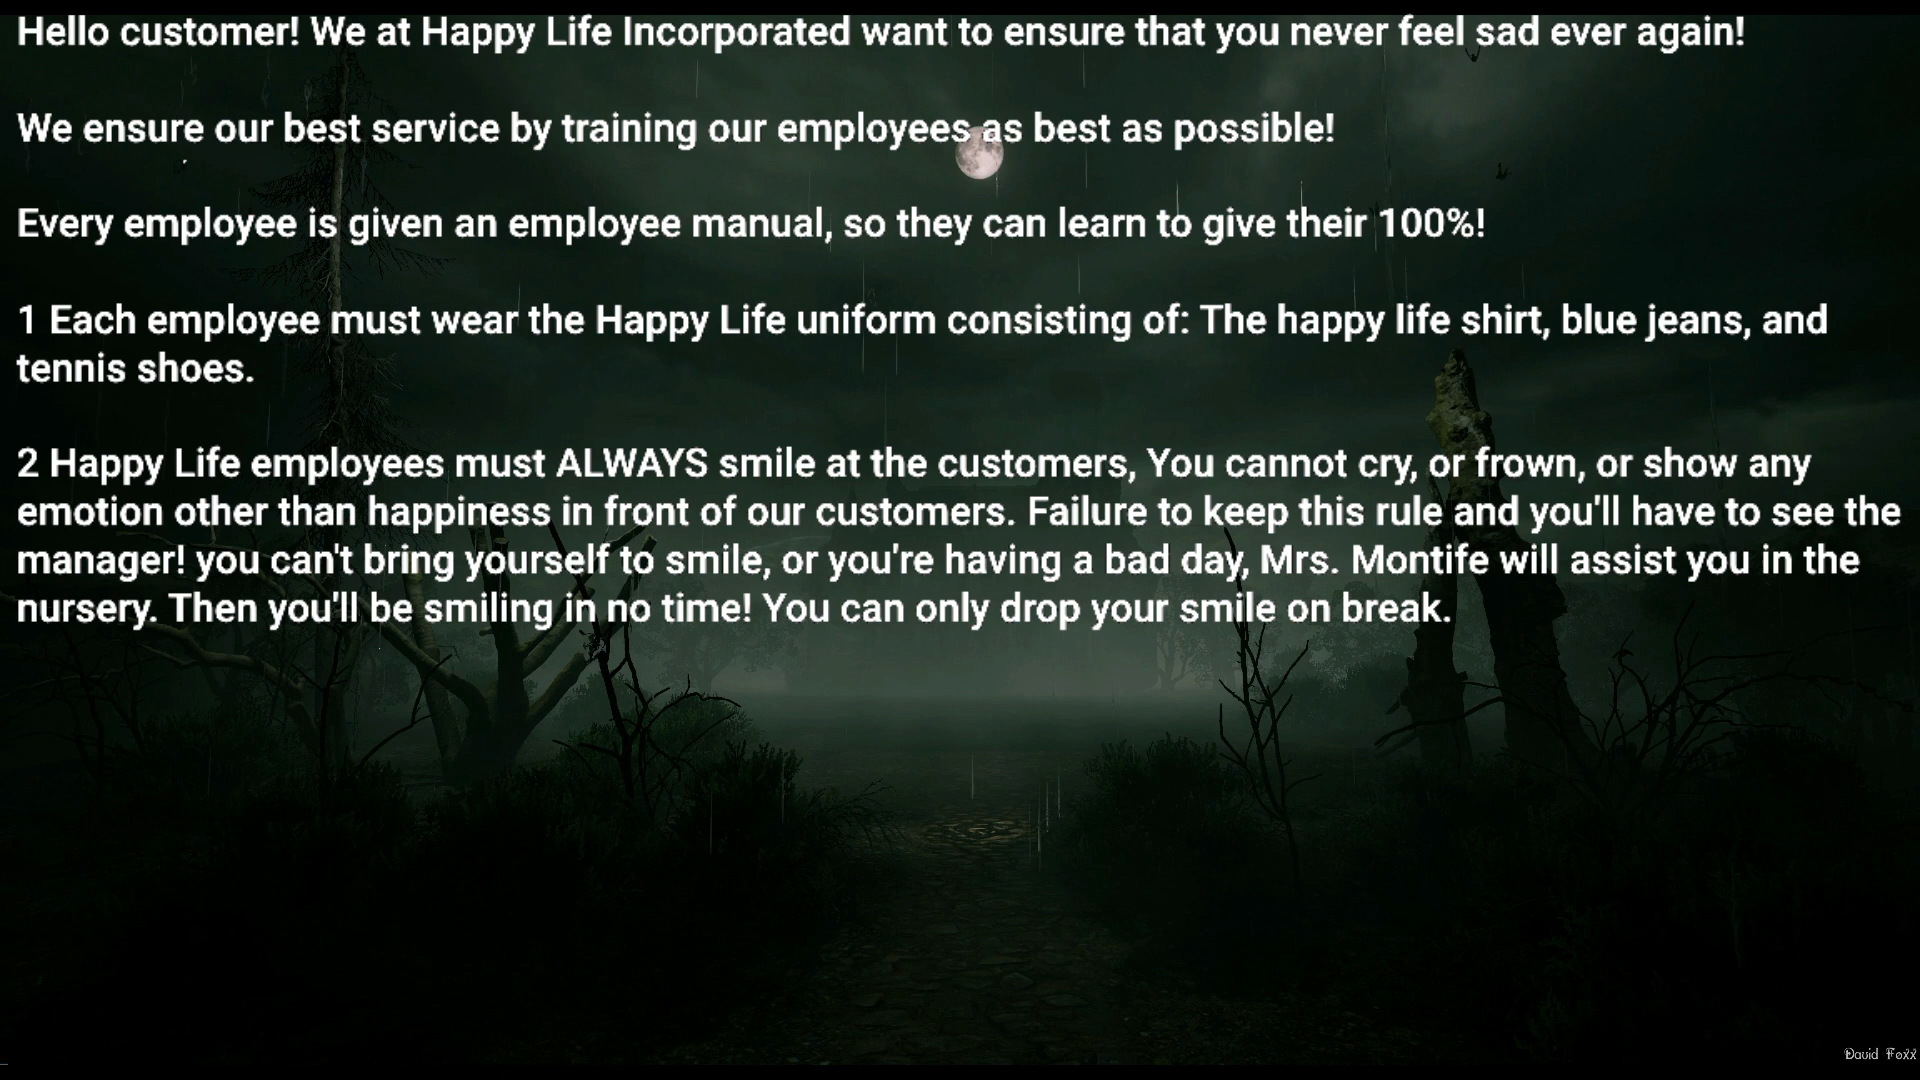 Hello customer! We at Happy Life Incorporated want to ensure that you never feel sad ever again!
We ensure our best service by training our employees as best as possible!
Every employee is given an employee manual, so they can learn to give their 100%!
1 Each employee must wear the Happy Life uniform consisting of: The happy life shirt, blue jeans, and
tennis shoes.
2 Happy Life employees must ALWAYS smile at the customers, You cannot cry, or frown, or show any
emotion other than happiness in front of our customers. Failure to keep this rule and you'll have to see the
manager! you can't bring yourself to smile, or you're having a bad day, Mrs. Montife will assist you in the
nursery. Then you'll be smiling in no time! You can only drop your smile on break.
David Foxx